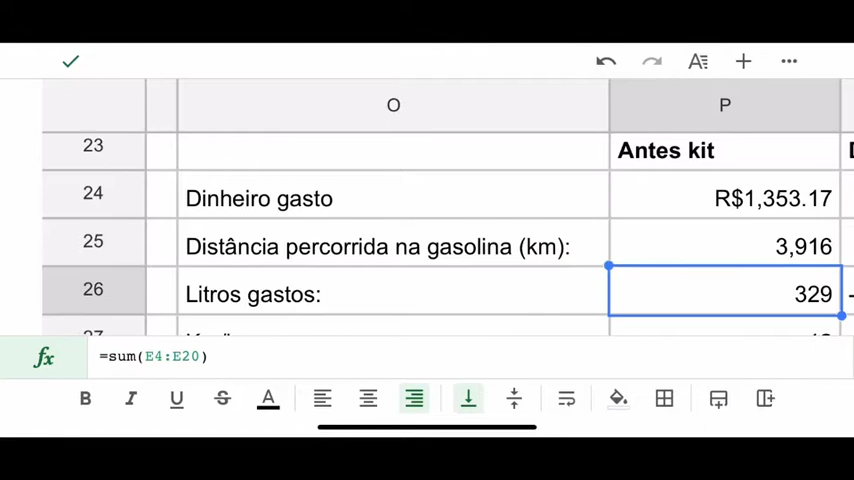 O P
23 Antes kit
24 Dinheiro gasto R$1,353.17
25 Distância percorrida na gasolina (km): 3,916
26 Litros gastos: 329
fx =sum(E4:E20)
B I U S A